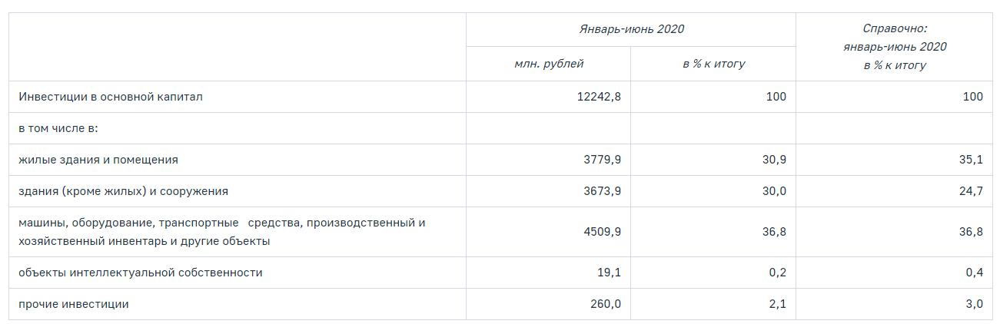 Январь-июнь 2020
Справочно:
январь-июнь 2020
в % к итогу
млн. рублей
в % к итогу
Инвестиции в основной капитал 12242,8 100 100
в том числе в:
жилые здания и помещения 3779,9 30,9 35,1
здания (кроме жилых) и сооружения 3673,9 30,0 24,7
машины, оборудование, транспортные средства, производственный и
хозяйственный инвентарь и другие объекты 4509,9 36,8 36,8
объекты интеллектуальной собственности 19,1 0,2 0,4
прочие инвестиции 260,0 2,1 3,0